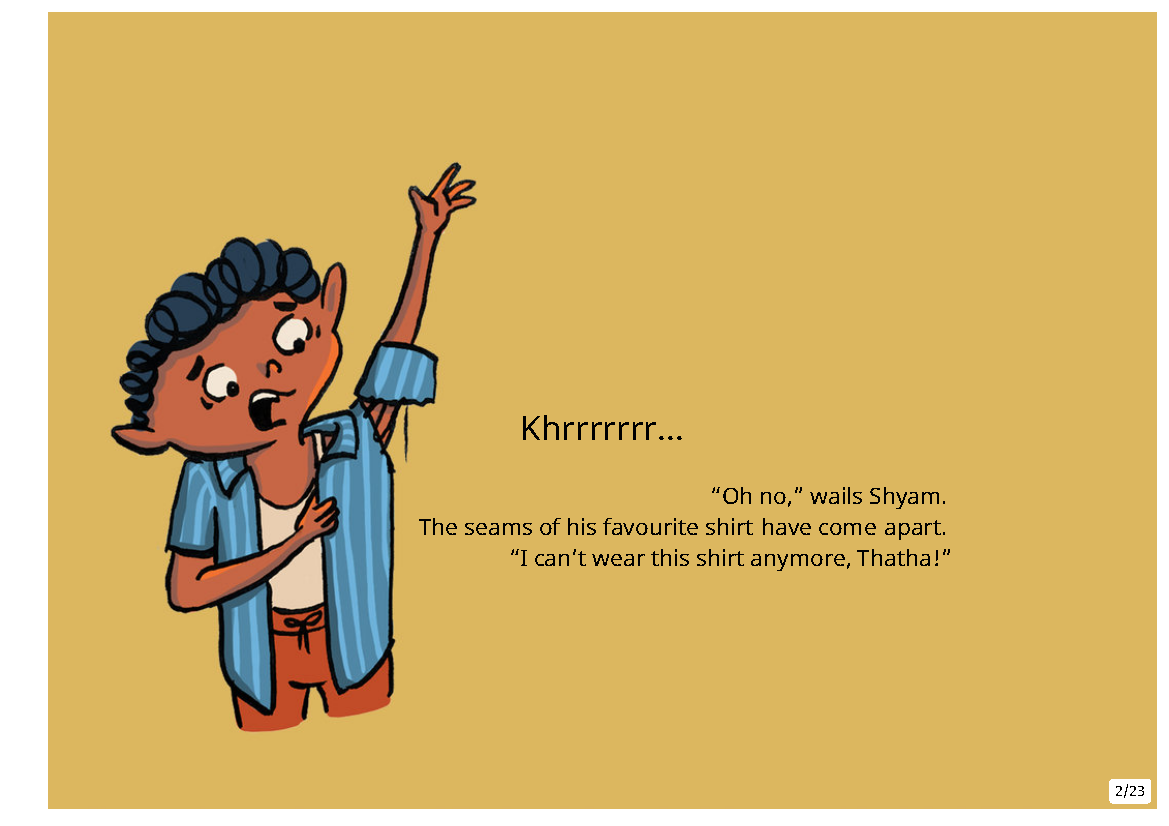 Khrrrrrrr...
“Oh no,” wails Shyam.
The seams of his favourite shirt have come apart.
“I can’t wear this shirt anymore, Thatha!”
2/23